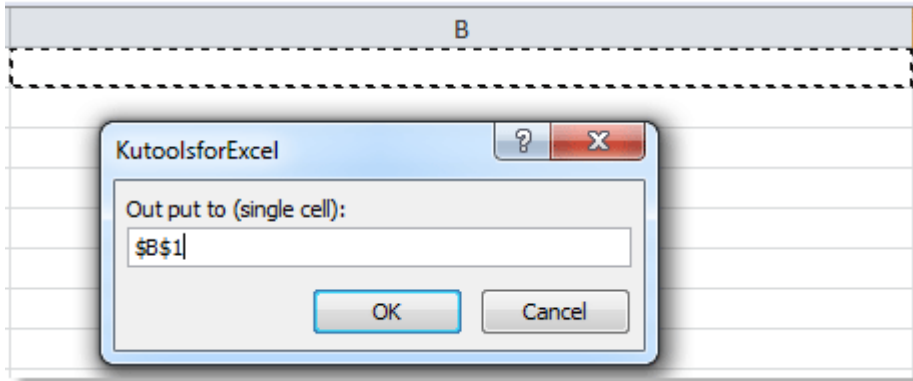 B
KutoolsforExcel
Out put to (single cell):
$B$1
OK
Cancel